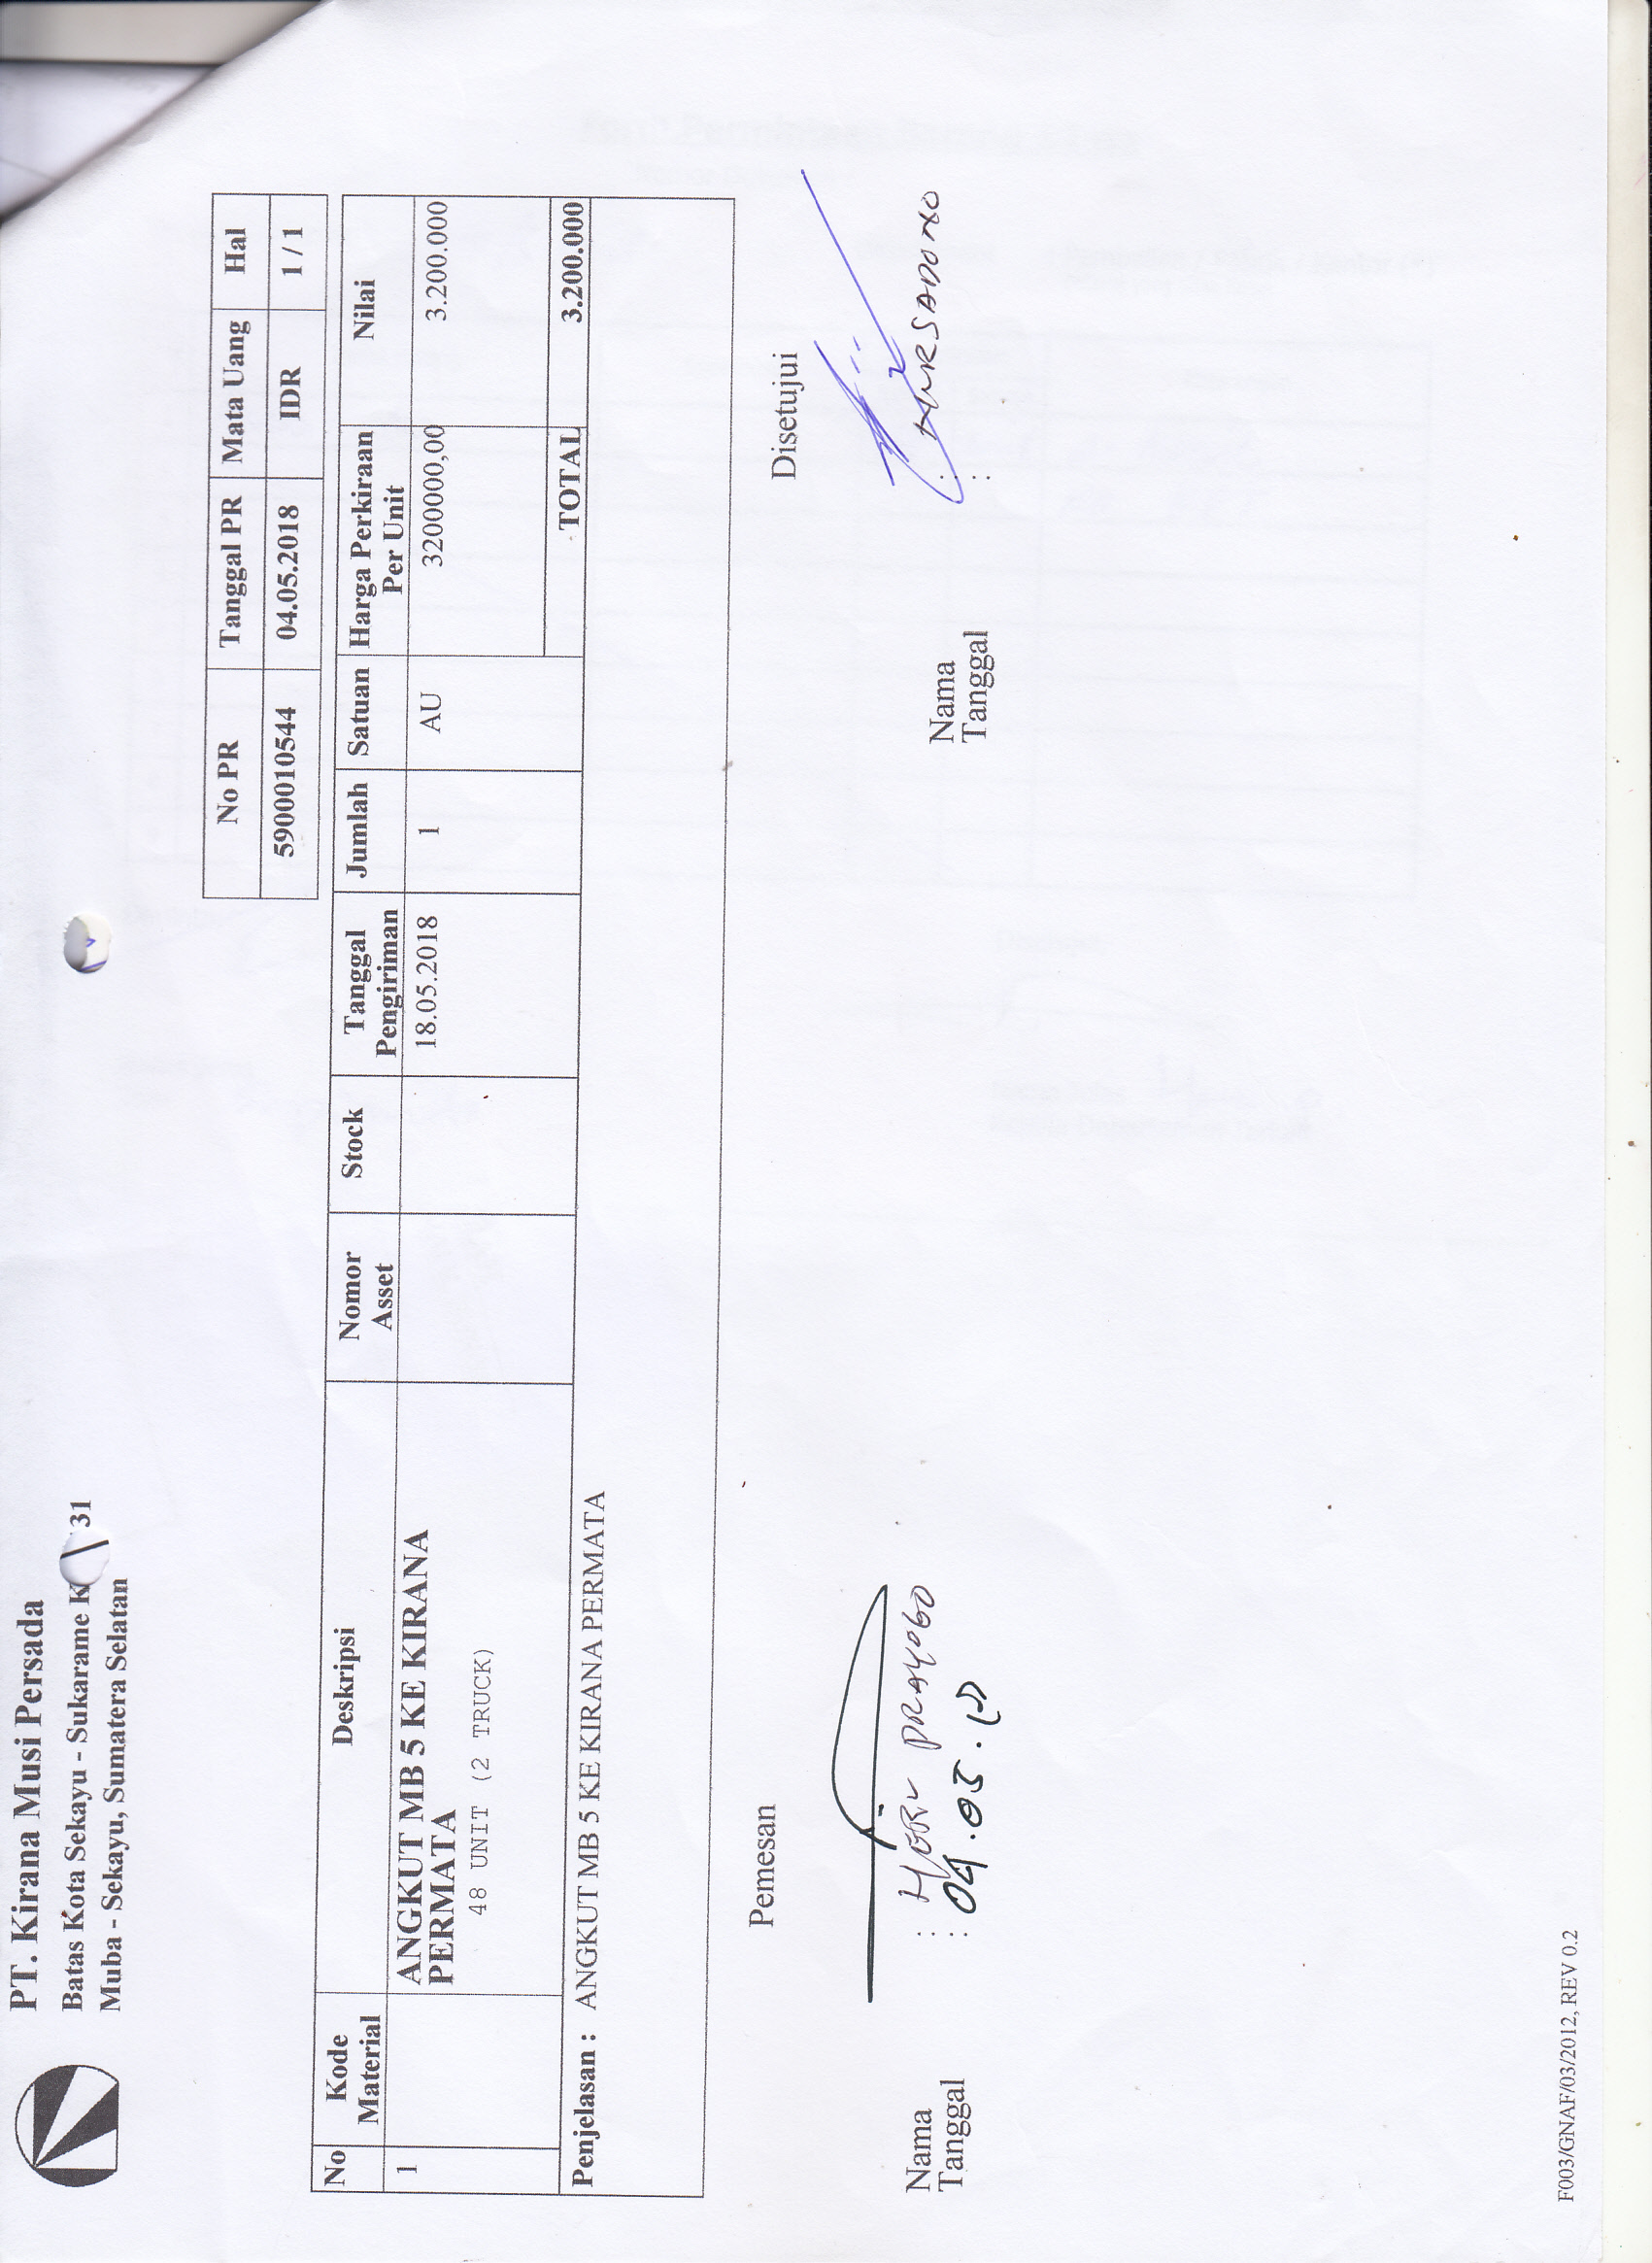 PT. Kirana Musi Persada
Batas Kota Sekayu - Sukarame K 31
Muba - Sekayu, Sumatera Selatan
No PR Tanggal PR Mata Uang Hal
5900010544 04.05.2018 IDR 1 / 1
No Kode Material Deskripsi Nomor Asset Stock Tanggal Pengiriman Jumlah Satuan Harga Perkiraan Per Unit Nilai
1 ANGKUT MB 5 KE KIRANA PERMATA 18.05.2018 1 AU 3200000,00 3.200.000
48 UNIT (2 TRUCK)
TOTAL 3.200.000
Penjelasan : ANGKUT MB 5 KE KIRANA PERMATA
Pemesan
Disetujui
Nama : HERU PRAYOGO
Tanggal : 04.05.18
Nama : NURSADONO
Tanggal :
F003/GNAF/03/2012, REV 0.2